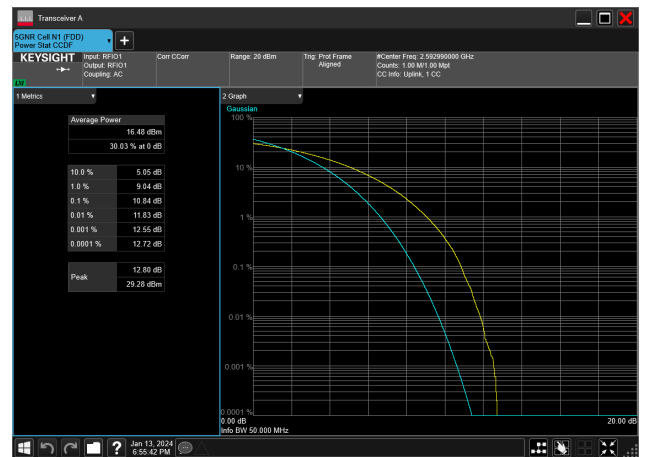 Transceiver A
5GNR Cell N1 (FDD)
Power Stat CCDF
KEYSIGHT
Input: RFIO1
Output: RFIO1
Coupling: AC
Corr CCorr
Range: 20 dBm
Trig: Prot Frame
Aligned
#Center Freq: 2.592990000 GHz
Counts: 1.00 M/1.00 Mpt
CC Info: Uplink, 1 CC
LXI
1 Metrics
Average Power
16.48 dBm
30.03 % at 0 dB
10.0 % 5.05 dB
1.0 % 9.04 dB
0.1 % 10.84 dB
0.01 % 11.83 dB
0.001 % 12.55 dB
0.0001 % 12.72 dB
Peak
12.80 dB
29.28 dBm
2 Graph
Gaussian
100 %
10 %
1 %
0.1 %
0.01 %
0.001 %
0.0001 %
0.00 dB 20.00 dB
Info BW 50.000 MHz
Jan 13, 2024
6:55:42 PM